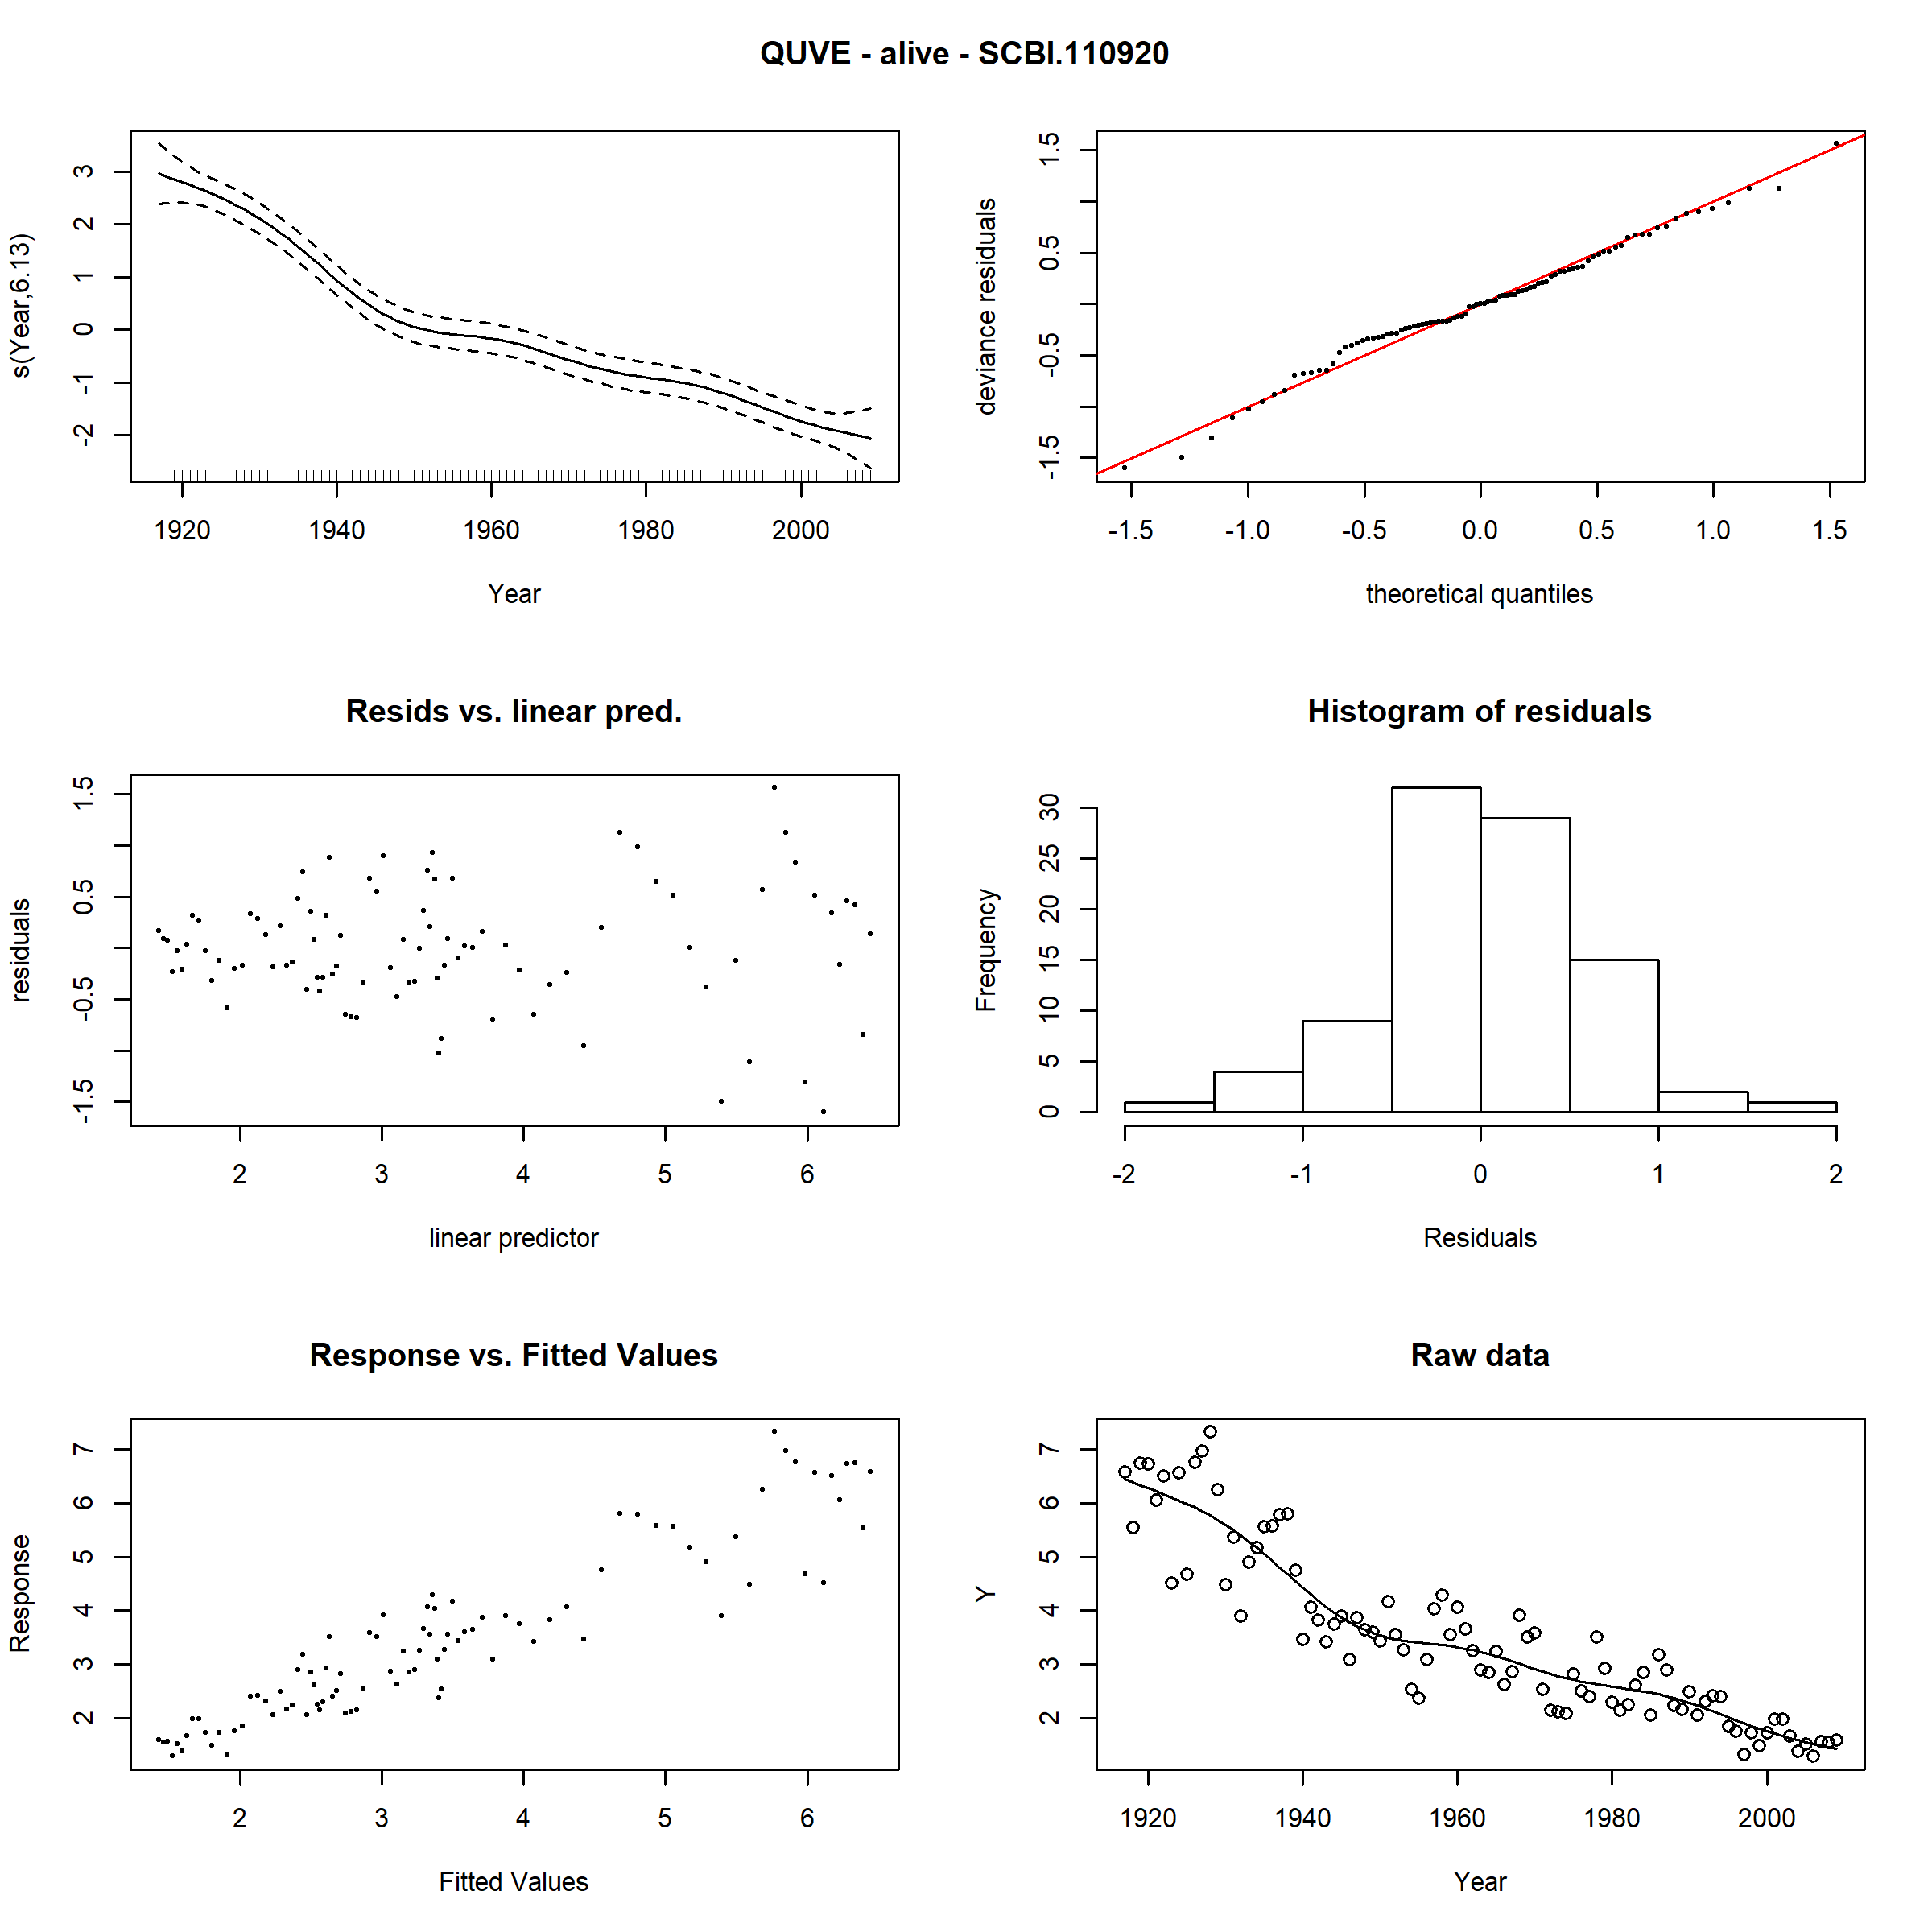 QUVE - alive - SCBI.110920
s(Year,6.13)
3
2
1
0
-1
-2
1920 1940 1960 1980 2000
Year
deviance residuals
1.5
0.5
-0.5
-1.5
-1.5 -1.0 -0.5 0.0 0.5 1.0 1.5
theoretical quantiles
Resids vs. linear pred.
residuals
1.5
0.5
-0.5
-1.5
2 3 4 5 6
linear predictor
Histogram of residuals
Frequency
30
25
20
15
10
5
0
-2 -1 0 1 2
Residuals
Response vs. Fitted Values
Response
7
6
5
4
3
2
2 3 4 5 6
Fitted Values
Raw data
Y
7
6
5
4
3
2
1920 1940 1960 1980 2000
Year